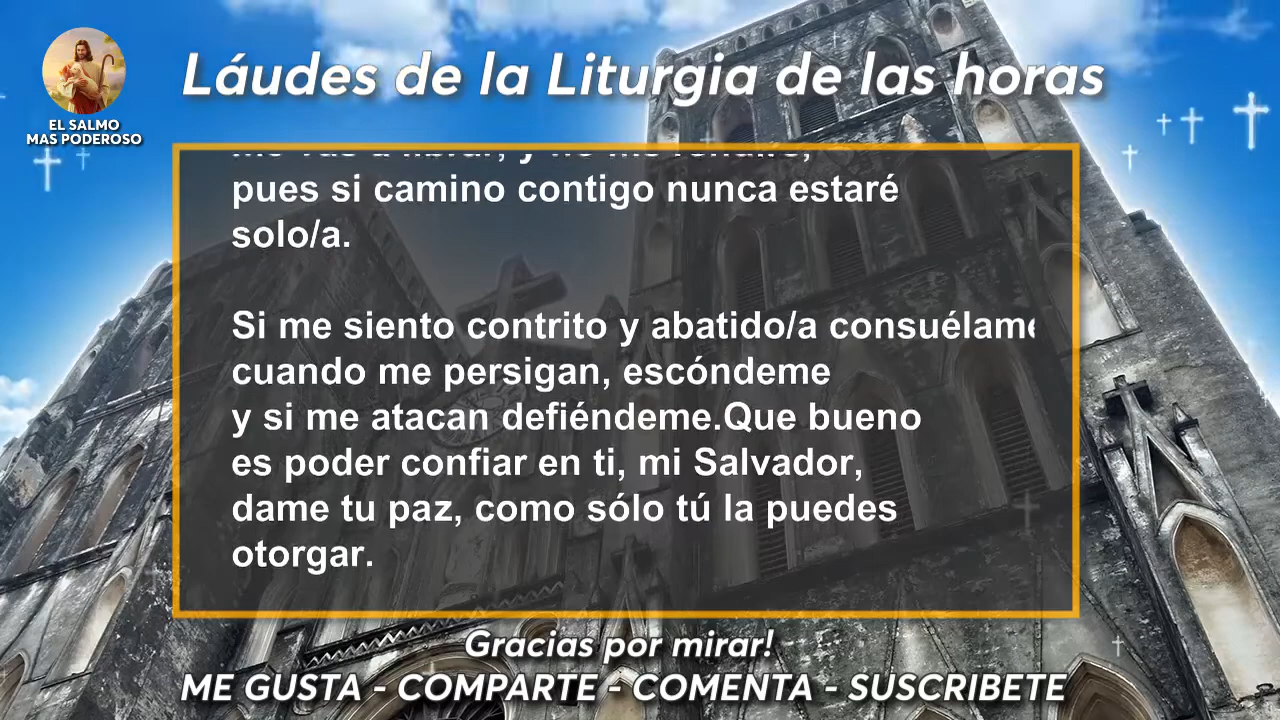 Láudes de la Liturgia de las horas
EL SALMO
MAS PODEROSO
pues si camino contigo nunca estaré
solo/a.
Si me siento contrito y abatido/a consuélame
cuando me persigan, escóndeme
y si me atacan defiéndeme.Que bueno
es poder confiar en ti, mi Salvador,
dame tu paz, como sólo tú la puedes
otorgar.
Gracias por mirar!
ME GUSTA - COMPARTE - COMENTA - SUSCRIBETE